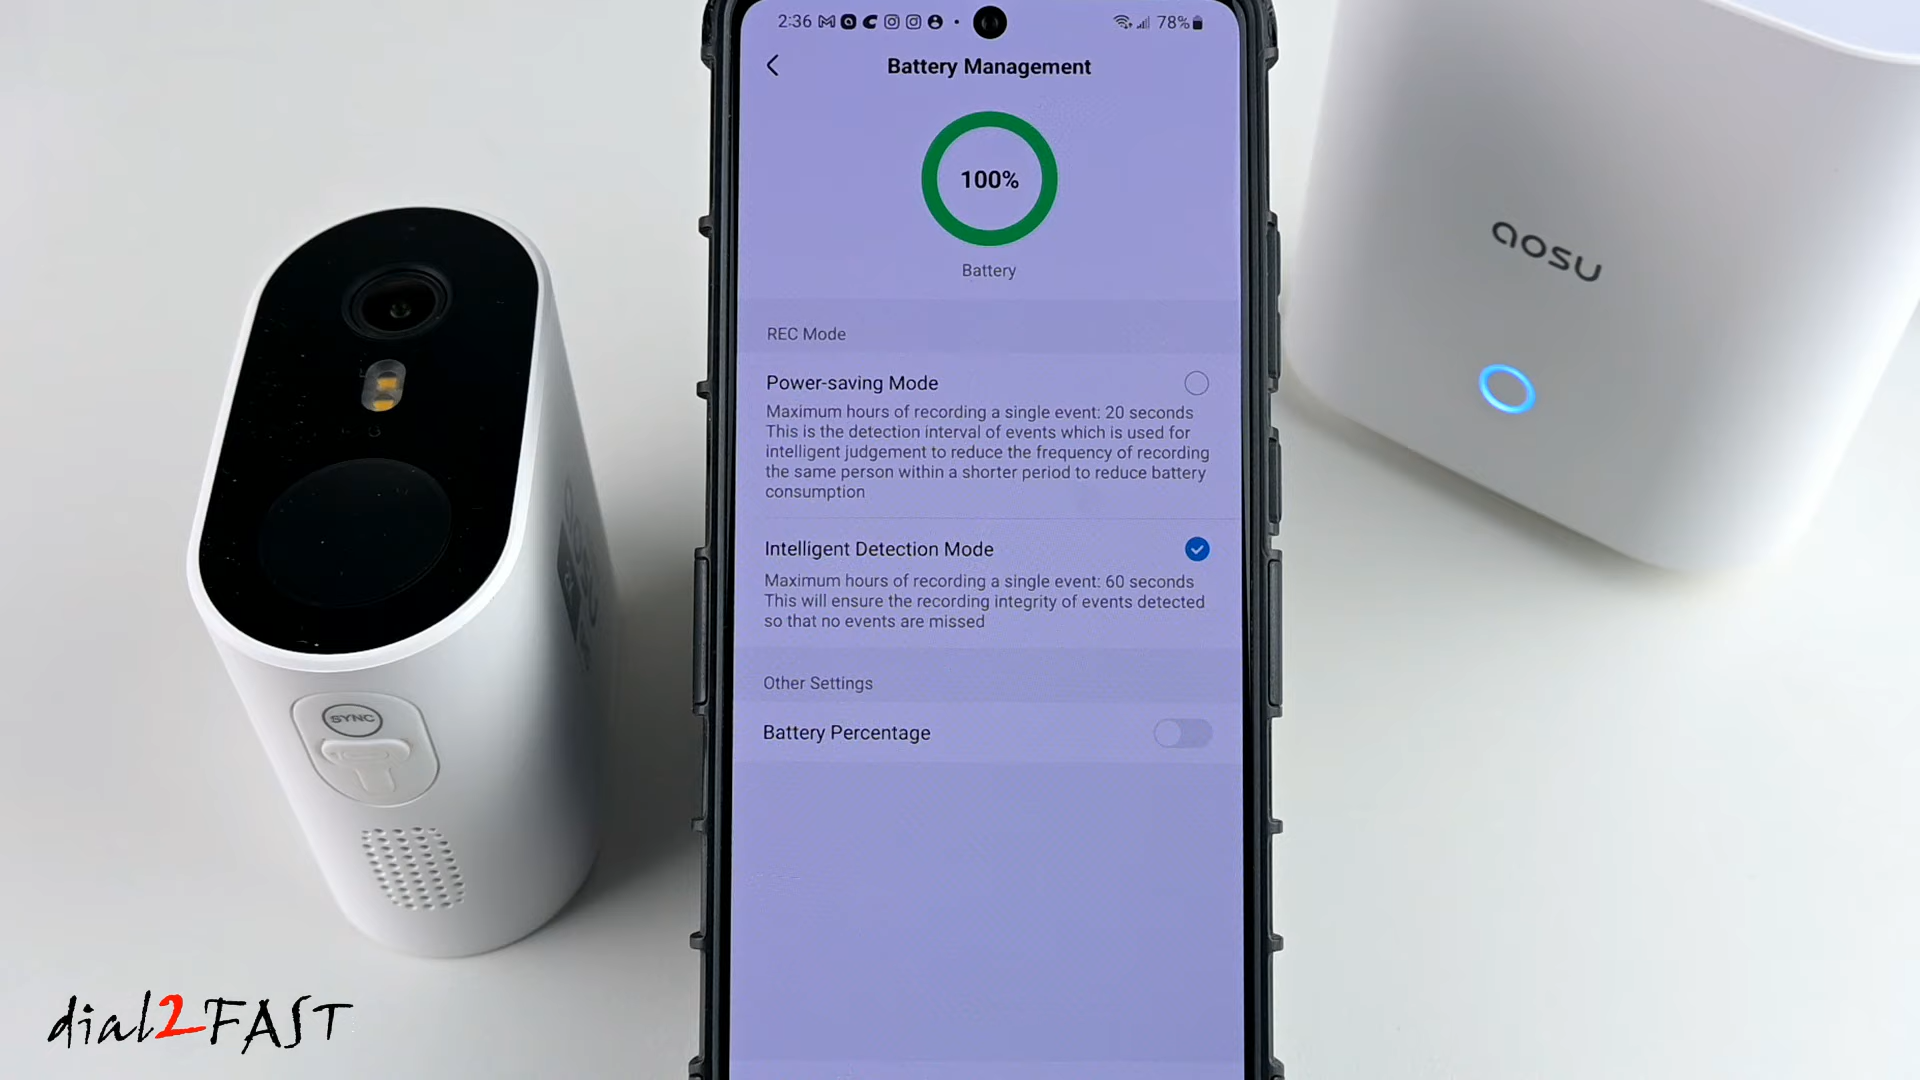 2:36
78%
Battery Management
100%
Battery
REC Mode
Power-saving Mode
Maximum hours of recording a single event: 20 seconds
This is the detection interval of events which is used for
intelligent judgement to reduce the frequency of recording
the same person within a shorter period to reduce battery
consumption
Intelligent Detection Mode
Maximum hours of recording a single event: 60 seconds
This will ensure the recording integrity of events detected
so that no events are missed
Other Settings
Battery Percentage
aosu
SYNC
dial2FAST